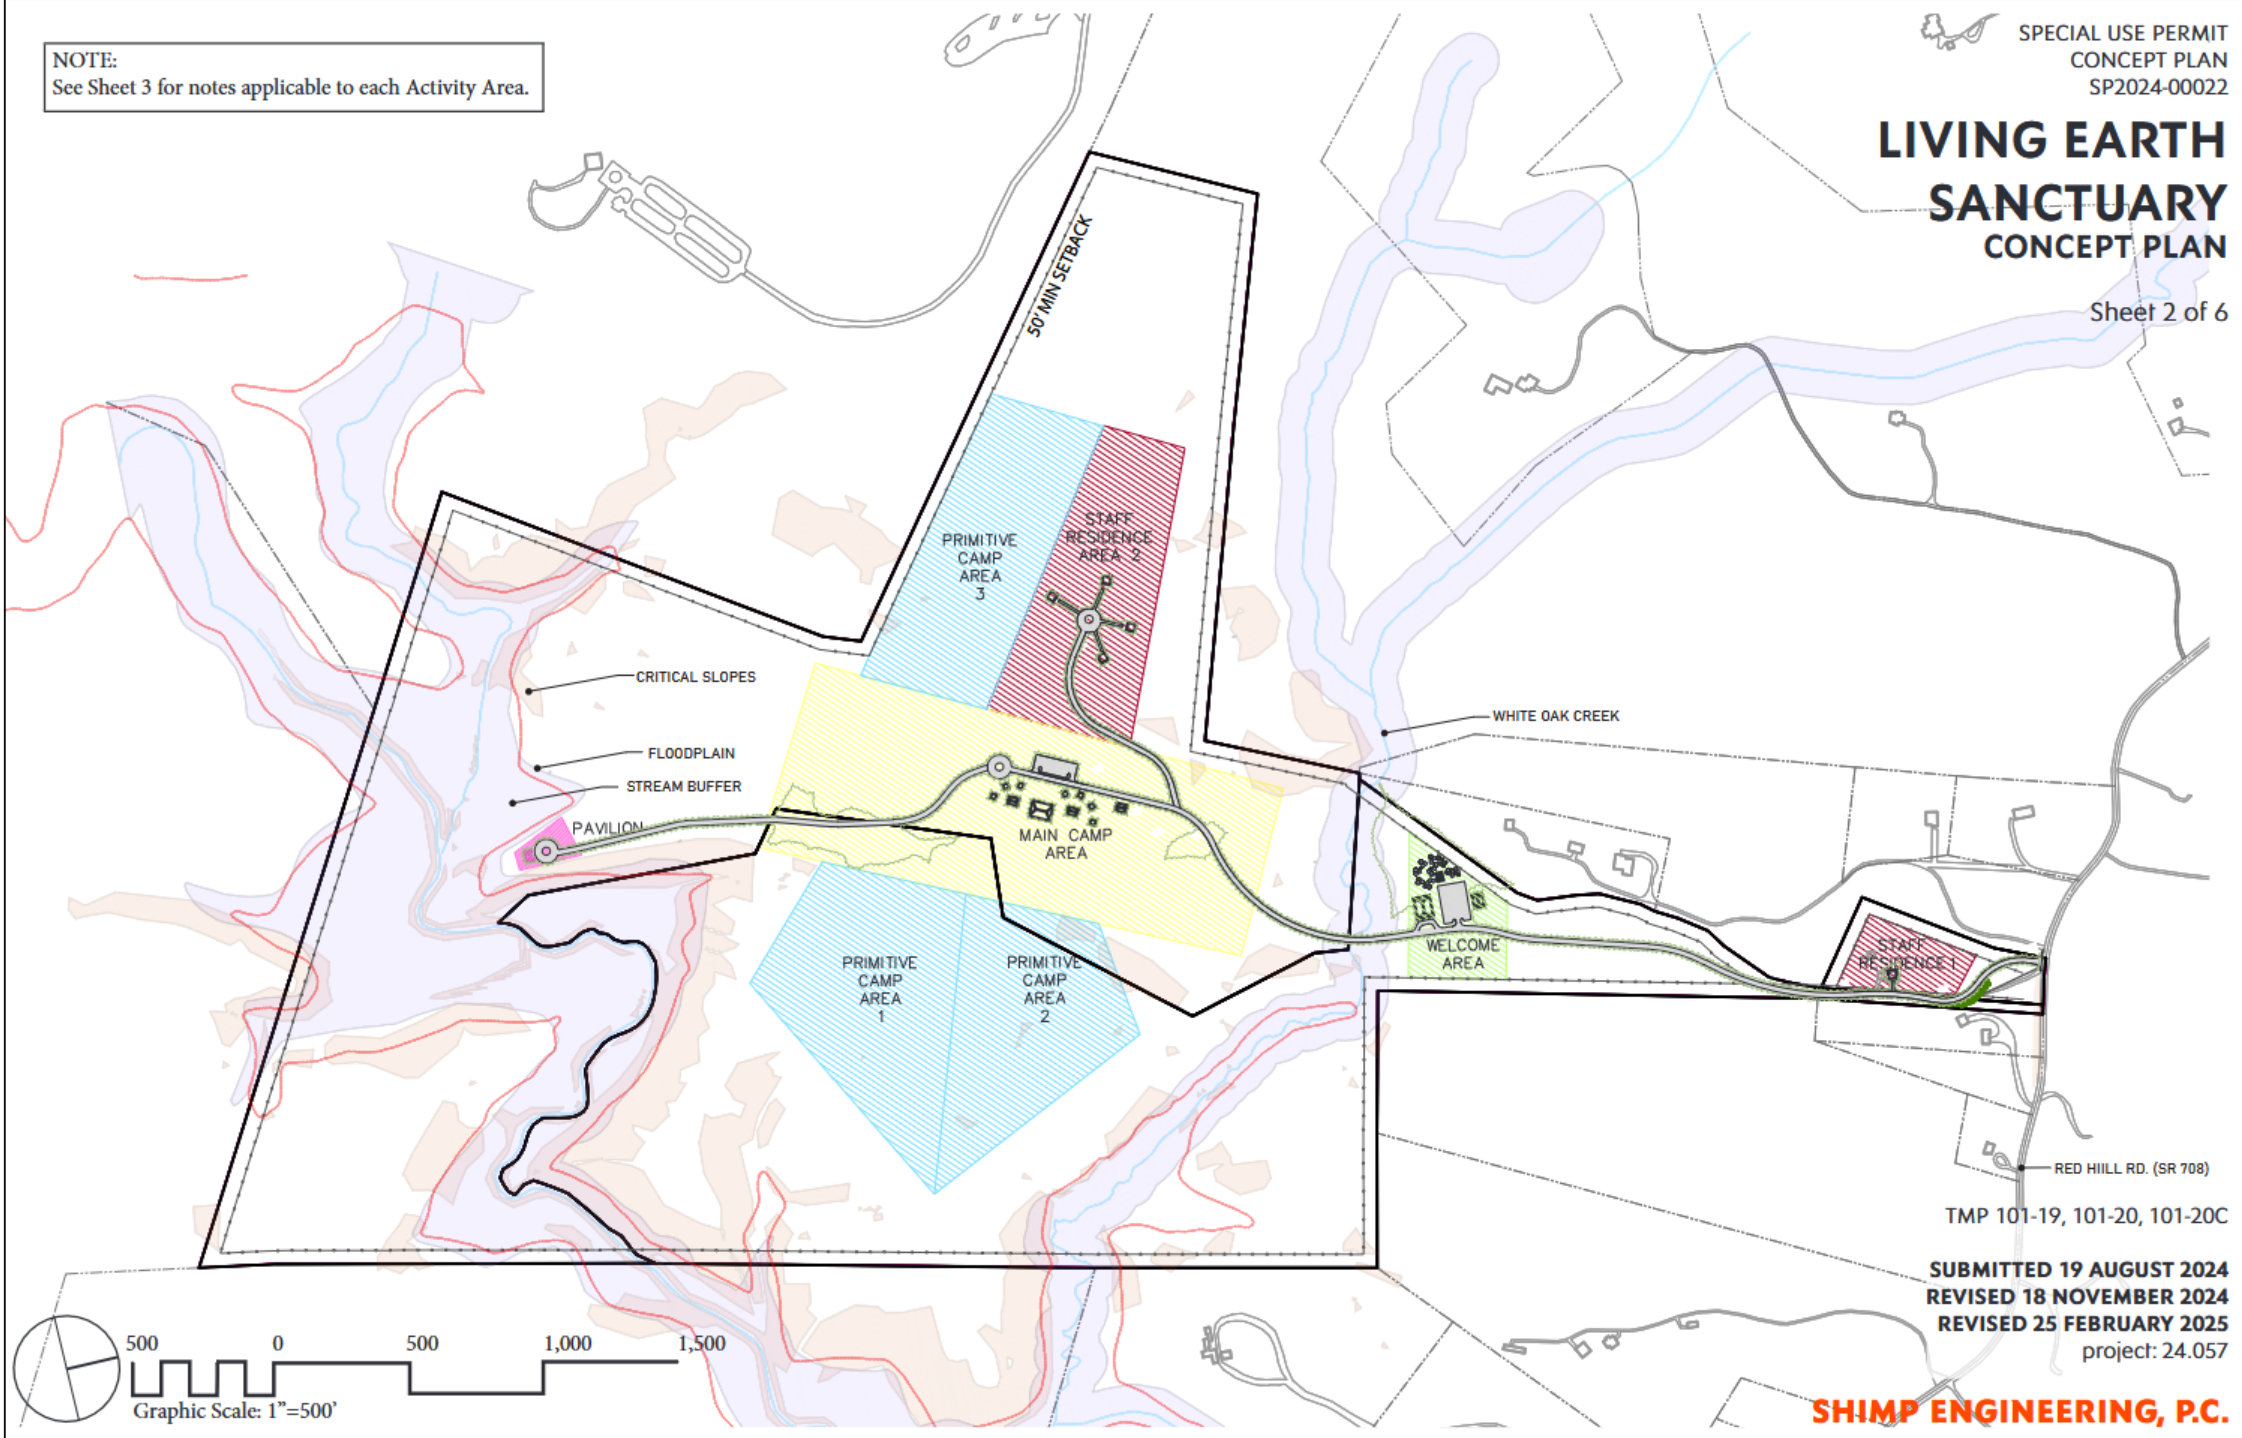 NOTE:
See Sheet 3 for notes applicable to each Activity Area.
SPECIAL USE PERMIT
CONCEPT PLAN
SP2024-00022
LIVING EARTH
SANCTUARY
CONCEPT PLAN
Sheet 2 of 6
50' MIN SETBACK
PRIMITIVE
CAMP
AREA
3
STAFF
RESIDENCE
AREA 2
CRITICAL SLOPES
FLOODPLAIN
STREAM BUFFER
PAVILION
MAIN CAMP
AREA
WHITE OAK CREEK
WELCOME
AREA
STAFF
RESIDENCE 1
PRIMITIVE
CAMP
AREA
1
PRIMITIVE
CAMP
AREA
2
RED HIILL RD. (SR 708)
TMP 101-19, 101-20, 101-20C
SUBMITTED 19 AUGUST 2024
REVISED 18 NOVEMBER 2024
REVISED 25 FEBRUARY 2025
project: 24.057
SHIMP ENGINEERING, P.C.
500 0 500 1,000 1,500
Graphic Scale: 1"=500'